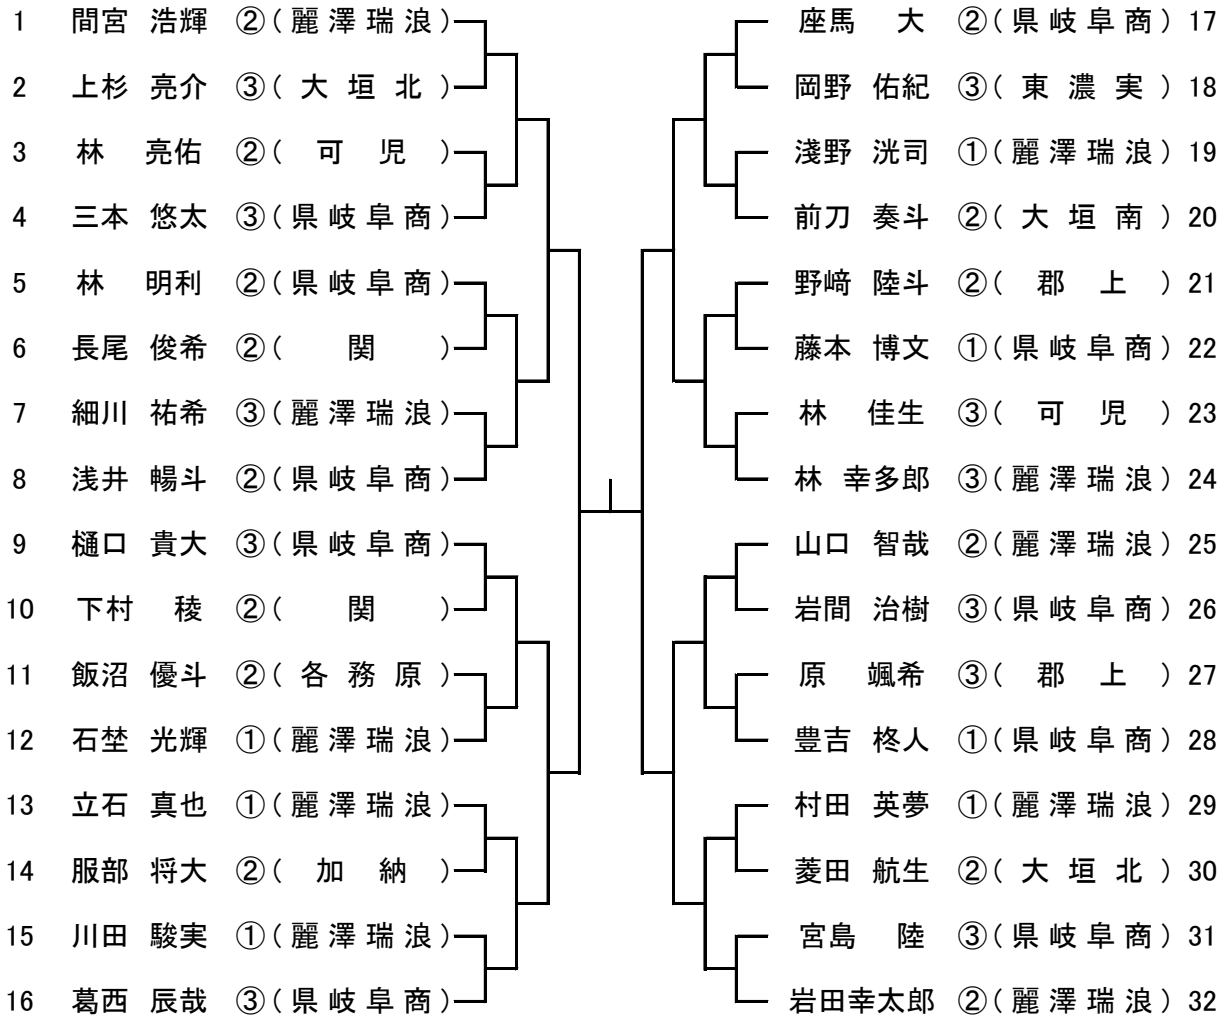 1 間宮 浩輝 ②(麗澤瑞浪)
2 上杉 亮介 ③(大垣北)
3 林 亮佑 ②(可児)
4 三本 悠太 ③(県岐阜商)
5 林 明利 ②(県岐阜商)
6 長尾 俊希 ②(関)
7 細川 祐希 ③(麗澤瑞浪)
8 浅井 暢斗 ②(県岐阜商)
9 樋口 貴大 ③(県岐阜商)
10 下村 稜 ②(関)
11 飯沼 優斗 ②(各務原)
12 石埜 光輝 ①(麗澤瑞浪)
13 立石 真也 ①(麗澤瑞浪)
14 服部 将大 ②(加納)
15 川田 駿実 ①(麗澤瑞浪)
16 葛西 辰哉 ③(県岐阜商)
座馬 大 ②(県岐阜商) 17
岡野 佑紀 ③(東濃実) 18
淺野 洸司 ①(麗澤瑞浪) 19
前刀 奏斗 ②(大垣南) 20
野﨑 陸斗 ②(郡上) 21
藤本 博文 ①(県岐阜商) 22
林 佳生 ③(可児) 23
林 幸多郎 ③(麗澤瑞浪) 24
山口 智哉 ②(麗澤瑞浪) 25
岩間 治樹 ③(県岐阜商) 26
原 颯希 ③(郡上) 27
豊吉 柊人 ①(県岐阜商) 28
村田 英夢 ①(麗澤瑞浪) 29
菱田 航生 ②(大垣北) 30
宮島 陸 ③(県岐阜商) 31
岩田幸太郎 ②(麗澤瑞浪) 32